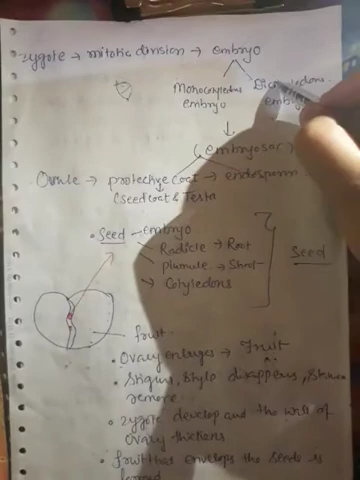 zygote → mitotic division → embryo
Monocotyledons
embryo
(embryosac)
Ovule → protective coat → endosperm
(seedcoat & Testa
• Seed - embryo
Radicle → Root
plumule → Shoot
→ Cotyledons
Seed
fruit
• Ovary enlarges → Fruit
• Stigma, style disappears,
remove
• zygote develop and the wall of
ovary thickens
• fruit that envelops the seeds is
formed